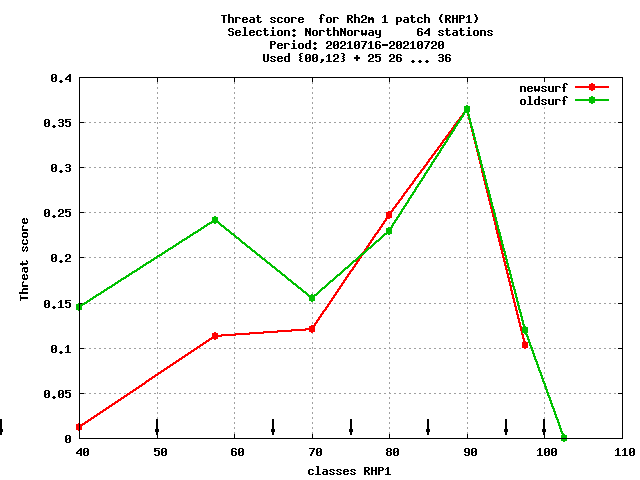 Threat score  for Rh2m 1 patch (RHP1)
Selection: NorthNorway     64 stations
Period: 20210716-20210720
Used {00,12} + 25 26 ... 36
newsurf
oldsurf
0.4
0.35
0.3
0.25
0.2
0.15
0.1
0.05
0
Threat score
40 50 60 70 80 90 100 110
classes RHP1